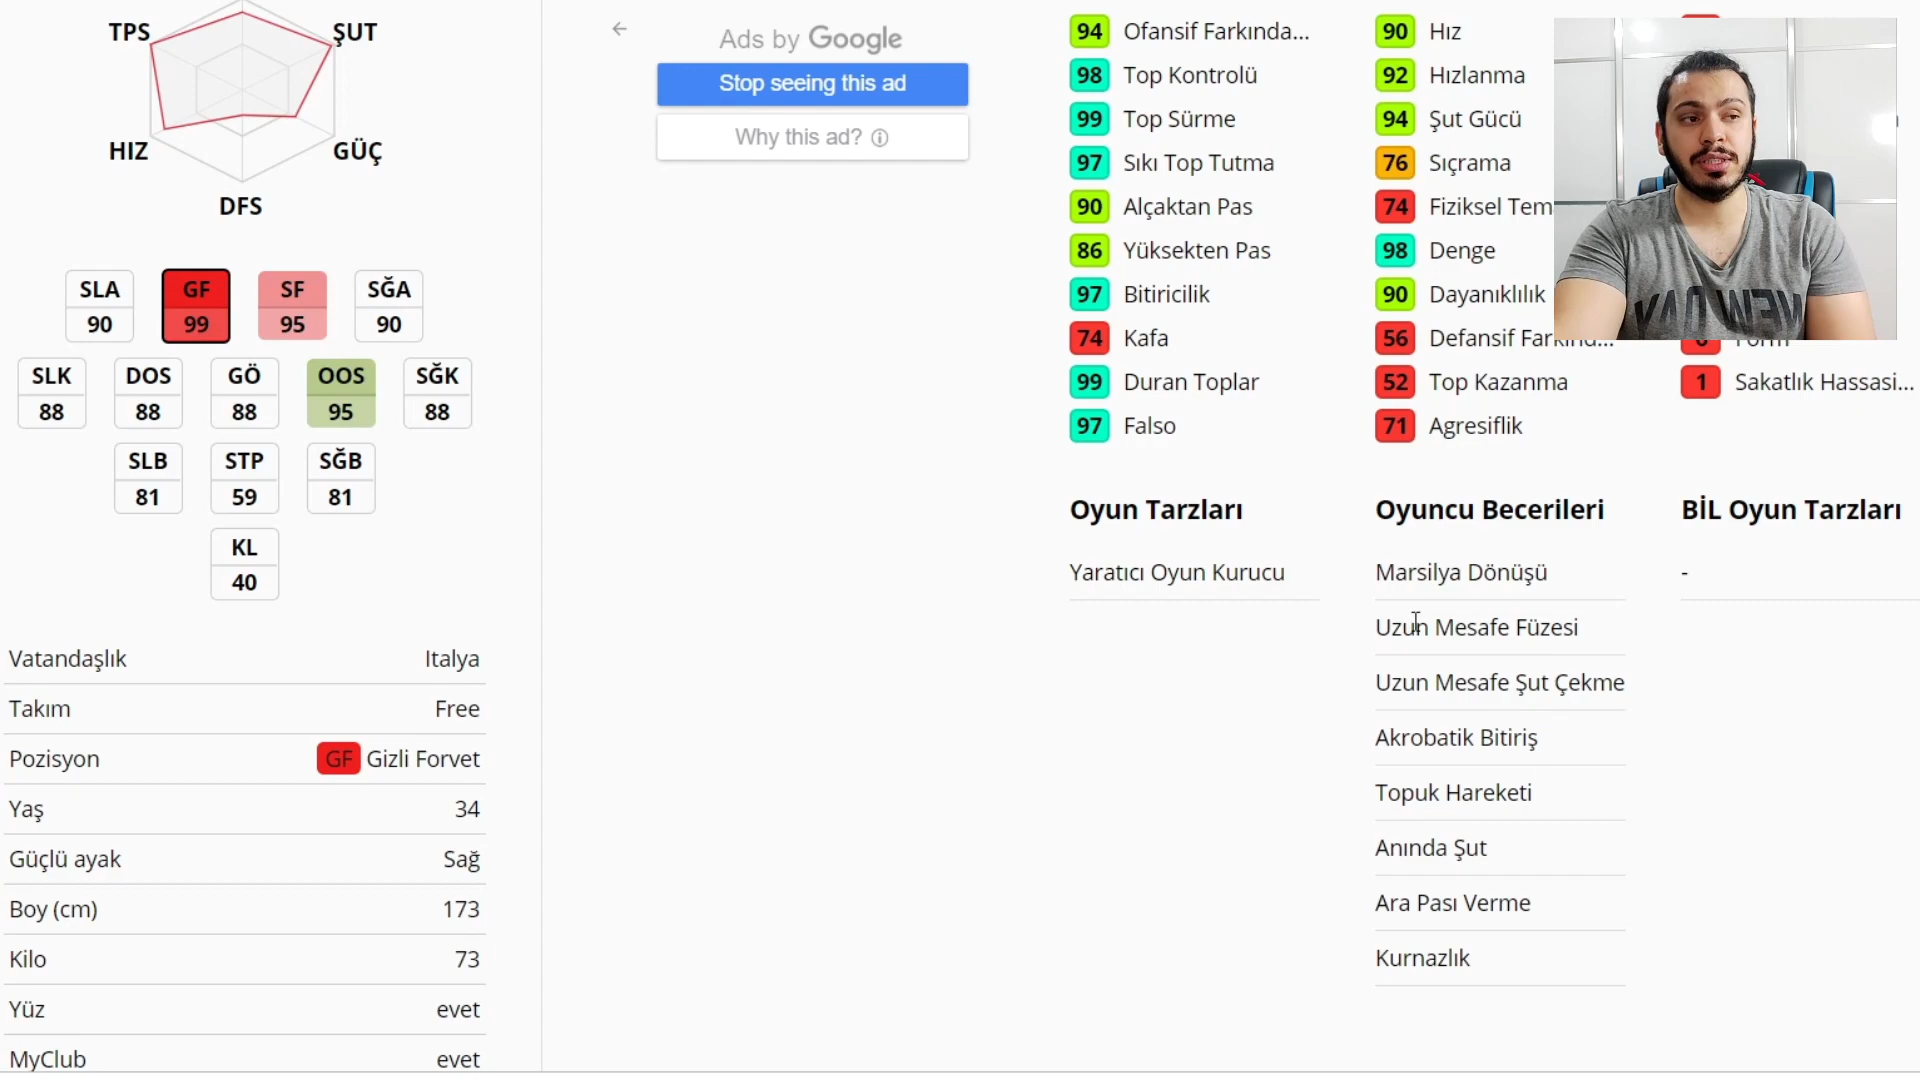 TPS
ŞUT
HIZ
GÜÇ
DFS
SLA
90
GF
99
SF
95
SĞA
90
SLK
88
DOS
88
GÖ
88
OOS
95
SĞK
88
SLB
81
STP
59
SĞB
81
KL
40
Vatandaşlık İtalya
Takım Free
Pozisyon GF Gizli Forvet
Yaş 34
Güçlü ayak Sağ
Boy (cm) 173
Kilo 73
Yüz evet
MyClub evet
Ads by Google
Stop seeing this ad
Why this ad?
94 Ofansif Farkında...
98 Top Kontrolü
99 Top Sürme
97 Sıkı Top Tutma
90 Alçaktan Pas
86 Yüksekten Pas
97 Bitiricilik
74 Kafa
99 Duran Toplar
97 Falso
90 Hız
92 Hızlanma
94 Şut Gücü
76 Sıçrama
74 Fiziksel Tem
98 Denge
90 Dayanıklılık
56 Defansif Farkınd...
52 Top Kazanma
71 Agresiflik
1 Sakatlık Hassasi...
Oyun Tarzları
Yaratıcı Oyun Kurucu
Oyuncu Becerileri
Marsilya Dönüşü
Uzun Mesafe Füzesi
Uzun Mesafe Şut Çekme
Akrobatik Bitiriş
Topuk Hareketi
Anında Şut
Ara Pası Verme
Kurnazlık
BİL Oyun Tarzları
-